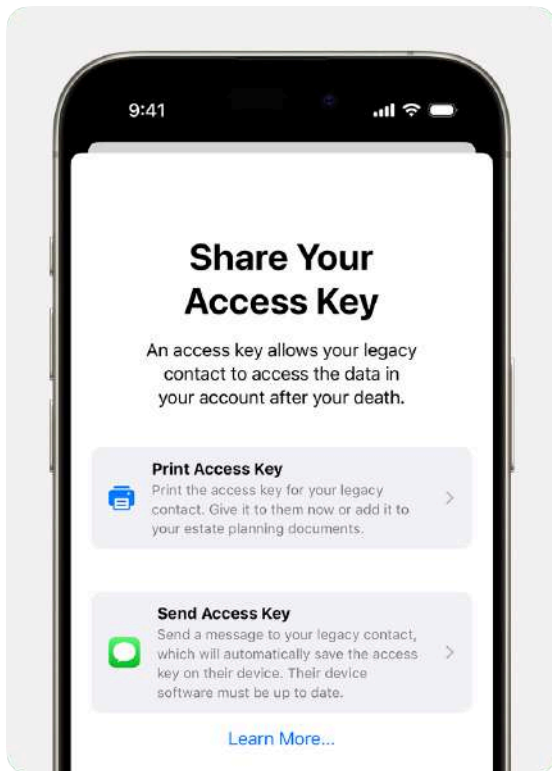 9:41
Share Your
Access Key
An access key allows your legacy
contact to access the data in
your account after your death.
Print Access Key
Print the access key for your legacy
contact. Give it to them now or add it to
your estate planning documents.
Send Access Key
Send a message to your legacy contact,
which will automatically save the access
key on their device. Their device
software must be up to date.
Learn More...